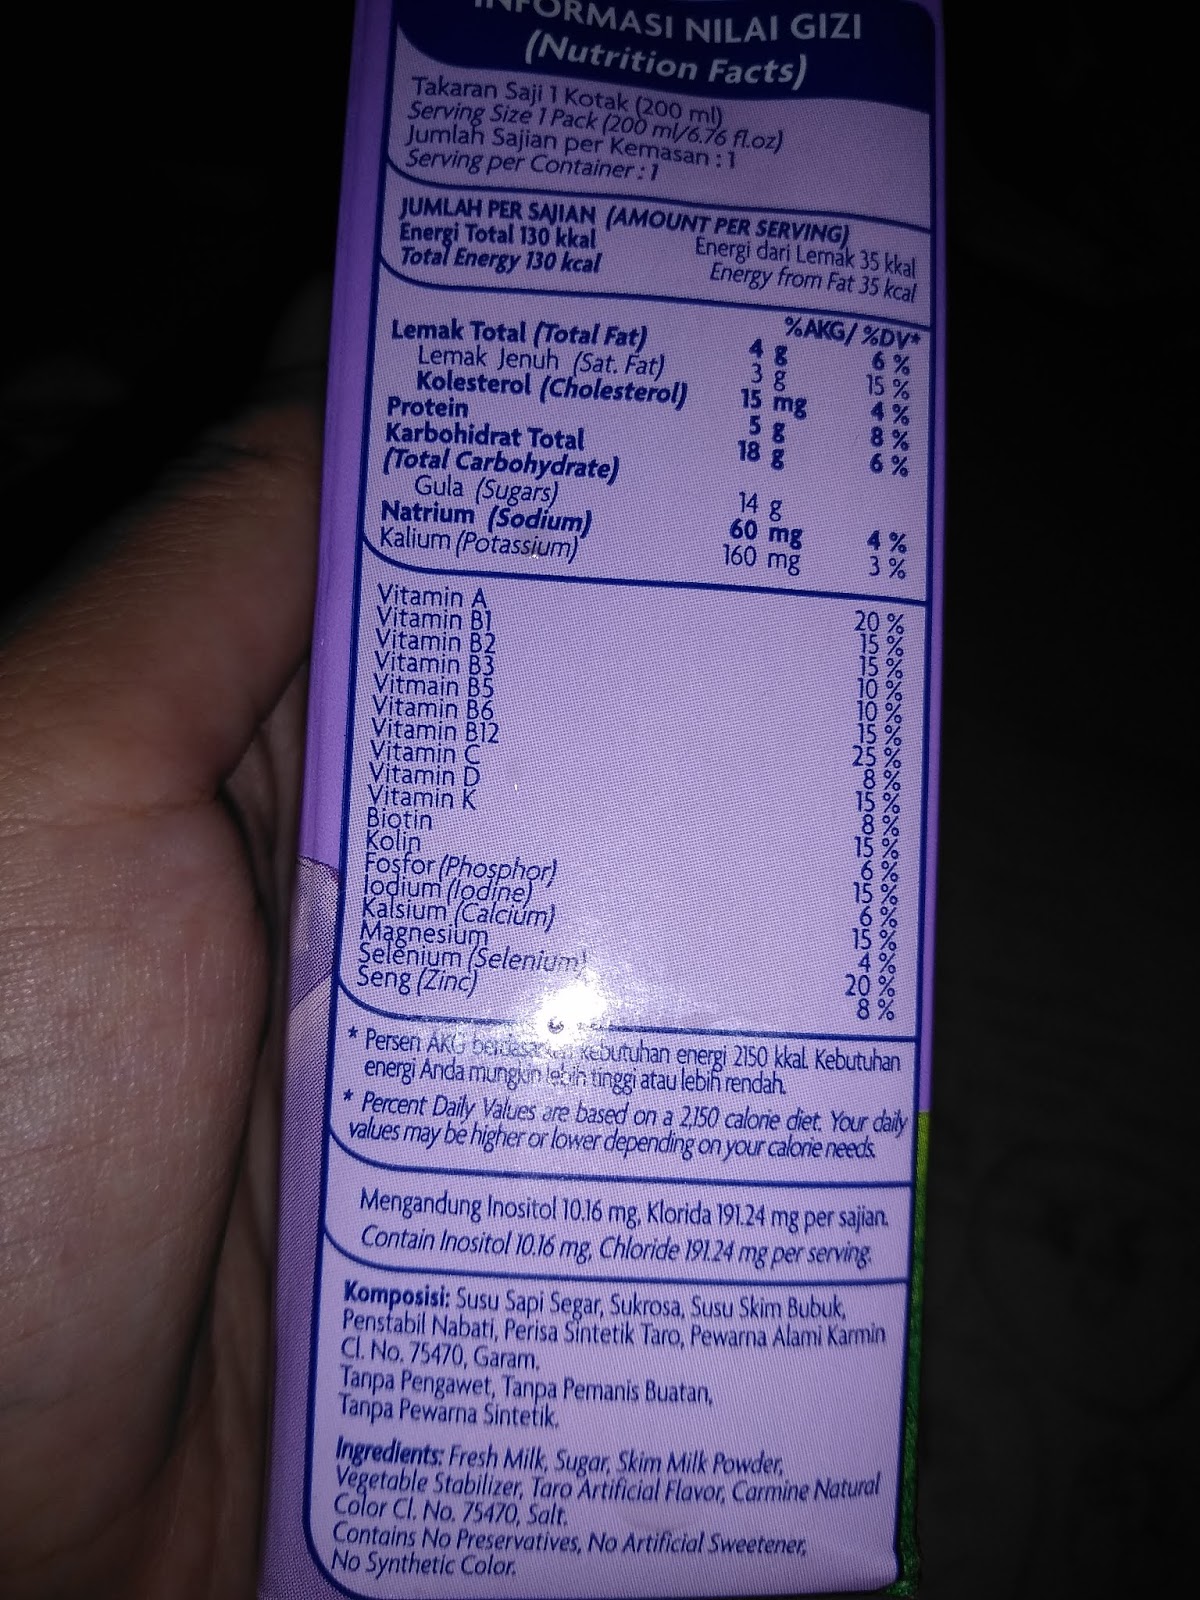 INFORMASI NILAI GIZI
(Nutrition Facts)
Takaran Saji 1 Kotak (200 ml)
Serving Size 1 Pack (200 ml/6.76 fl.oz)
Jumlah Sajian per Kemasan : 1
Serving per Container : 1
JUMLAH PER SAJIAN (AMOUNT PER SERVING)
Energi Total 130 kkal Energi dari Lemak 35 kkal
Total Energy 130 kcal Energy from Fat 35 kcal
%AKG/ %DV*
Lemak Total (Total Fat) 4 g 6 %
Lemak Jenuh (Sat. Fat) 3 g 15 %
Kolesterol (Cholesterol) 15 mg 4 %
Protein 5 g 8 %
Karbohidrat Total 18 g 6 %
(Total Carbohydrate)
Gula (Sugars) 14 g
Natrium (Sodium) 60 mg 4 %
Kalium (Potassium) 160 mg 3 %
Vitamin A 20 %
Vitamin B1 15 %
Vitamin B2 15 %
Vitamin B3 10 %
Vitmain B5 10 %
Vitamin B6 15 %
Vitamin B12 25 %
Vitamin C 8 %
Vitamin D 15 %
Vitamin K 8 %
Biotin 15 %
Kolin 6 %
Fosfor (Phosphor) 15 %
Iodium (Iodine) 6 %
Kalsium (Calcium) 15 %
Magnesium 4 %
Selenium (Selenium) 20 %
Seng (Zinc) 8 %
* Persen AKG berdasarkan kebutuhan energi 2150 kkal. Kebutuhan
energi Anda mungkin lebih tinggi atau lebih rendah.
* Percent Daily Values are based on a 2,150 calorie diet. Your daily
values may be higher or lower depending on your calorie needs.
Mengandung Inositol 10.16 mg, Klorida 191.24 mg per sajian.
Contain Inositol 10.16 mg, Chloride 191.24 mg per serving.
Komposisi: Susu Sapi Segar, Sukrosa, Susu Skim Bubuk,
Penstabil Nabati, Perisa Sintetik Taro, Pewarna Alami Karmin
CI. No. 75470, Garam.
Tanpa Pengawet, Tanpa Pemanis Buatan,
Tanpa Pewarna Sintetik.
Ingredients: Fresh Milk, Sugar, Skim Milk Powder,
Vegetable Stabilizer, Taro Artificial Flavor, Carmine Natural
Color CI. No. 75470, Salt.
Contains No Preservatives, No Artificial Sweetener,
No Synthetic Color.